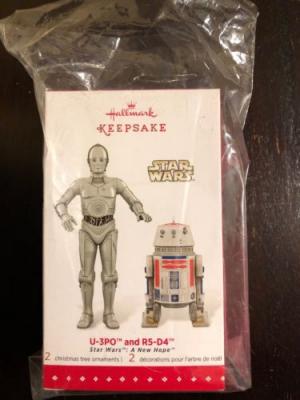 Hallmark
KEEPSAKE
STAR
WARS
U-3PO™ and R5-D4™
Star Wars™: A New Hope™
2 christmas tree ornaments | 2 décorations pour l'arbre de noël